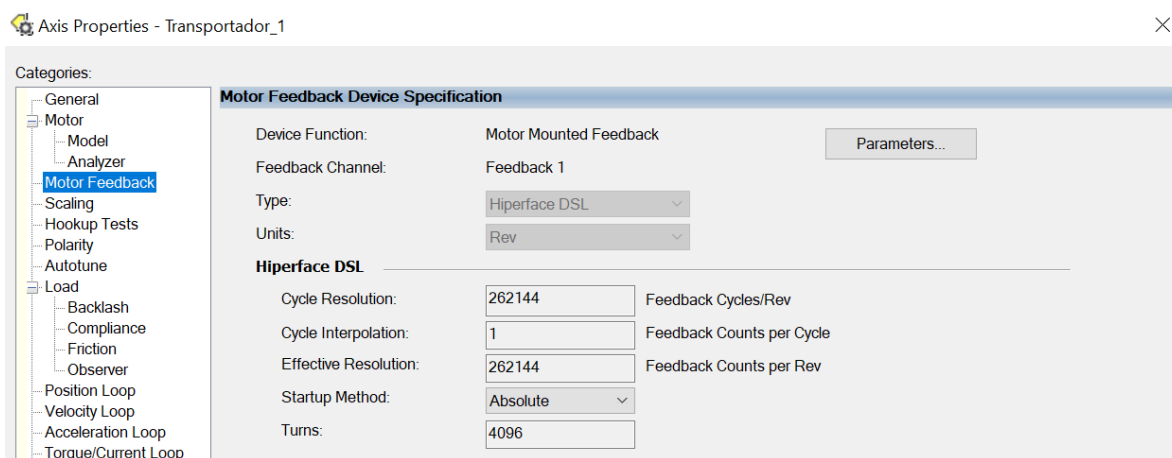 Axis Properties - Transportador_1
Categories:
General
Motor
Model
Analyzer
Motor Feedback
Scaling
Hookup Tests
Polarity
Autotune
Load
Backlash
Compliance
Friction
Observer
Position Loop
Velocity Loop
Acceleration Loop
Torque/Current Loop
Motor Feedback Device Specification
Device Function: Motor Mounted Feedback Parameters...
Feedback Channel: Feedback 1
Type: Hiperface DSL
Units: Rev
Hiperface DSL
Cycle Resolution: 262144 Feedback Cycles/Rev
Cycle Interpolation: 1 Feedback Counts per Cycle
Effective Resolution: 262144 Feedback Counts per Rev
Startup Method: Absolute
Turns: 4096